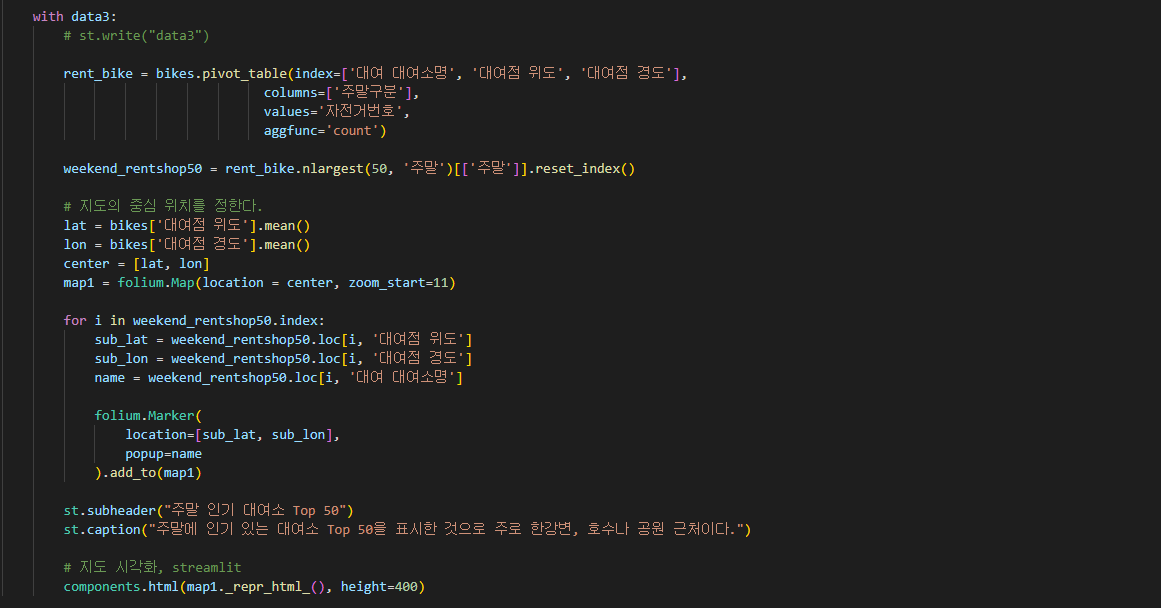 with data3:
# st.write("data3")
rent_bike = bikes.pivot_table(index=['대여 대여소명', '대여점 위도', '대여점 경도'],
columns=['주말구분'],
values='자전거번호',
aggfunc='count')
weekend_rentshop50 = rent_bike.nlargest(50, '주말')[['주말']].reset_index()
# 지도의 중심 위치를 정한다.
lat = bikes['대여점 위도'].mean()
lon = bikes['대여점 경도'].mean()
center = [lat, lon]
map1 = folium.Map(location = center, zoom_start=11)
for i in weekend_rentshop50.index:
sub_lat = weekend_rentshop50.loc[i, '대여점 위도']
sub_lon = weekend_rentshop50.loc[i, '대여점 경도']
name = weekend_rentshop50.loc[i, '대여 대여소명']
folium.Marker(
location=[sub_lat, sub_lon],
popup=name
).add_to(map1)
st.subheader("주말 인기 대여소 Top 50")
st.caption("주말에 인기 있는 대여소 Top 50을 표시한 것으로 주로 한강변, 호수나 공원 근처이다.")
# 지도 시각화, streamlit
components.html(map1._repr_html_(), height=400)